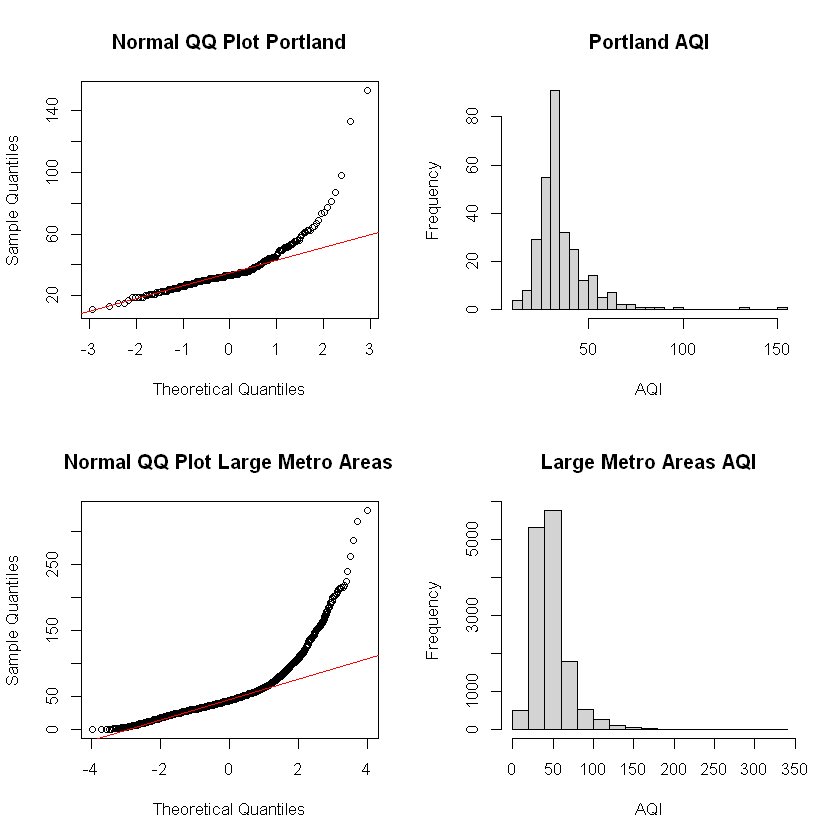 Normal QQ Plot Portland
Sample Quantiles
20 60 100 140
-3 -2 -1 0 1 2 3
Theoretical Quantiles
Portland AQI
Frequency
0 20 40 60 80
50 100 150
AQI
Normal QQ Plot Large Metro Areas
Sample Quantiles
0 50 150 250
-4 -2 0 2 4
Theoretical Quantiles
Large Metro Areas AQI
Frequency
0 1000 3000 5000
0 50 100 150 200 250 300 350
AQI